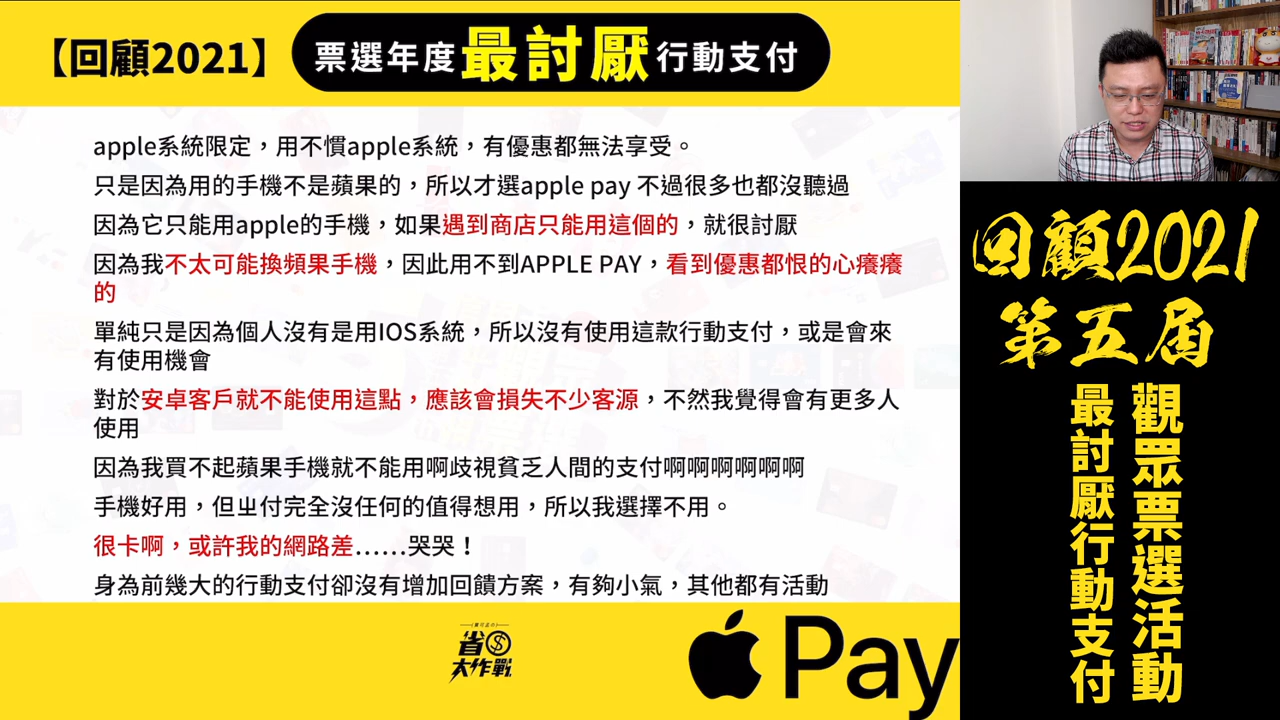 【回顧2021】
票選年度最討厭行動支付
apple系統限定，用不慣apple系統，有優惠都無法享受。
只是因為用的手機不是蘋果的，所以才選apple pay 不過很多也都沒聽過
因為它只能用apple的手機，如果遇到商店只能用這個的，就很討厭
因為我不太可能換頻果手機，因此用不到APPLE PAY，看到優惠都恨的心癢癢
的
單純只是因為個人沒有是用IOS系統，所以沒有使用這款行動支付，或是會來
有使用機會
對於安卓客戶就不能使用這點，應該會損失不少客源，不然我覺得會有更多人
使用
因為我買不起蘋果手機就不能用啊歧視貧乏人間的支付啊啊啊啊啊啊
手機好用，但ㄓ付完全沒任何的值得想用，所以我選擇不用。
很卡啊，或許我的網路差……哭哭！
身為前幾大的行動支付卻沒有增加回饋方案，有夠小氣，其他都有活動
省
大作戰
Pay
回顧2021
第五屆
觀眾票選活動
最討厭行動支付